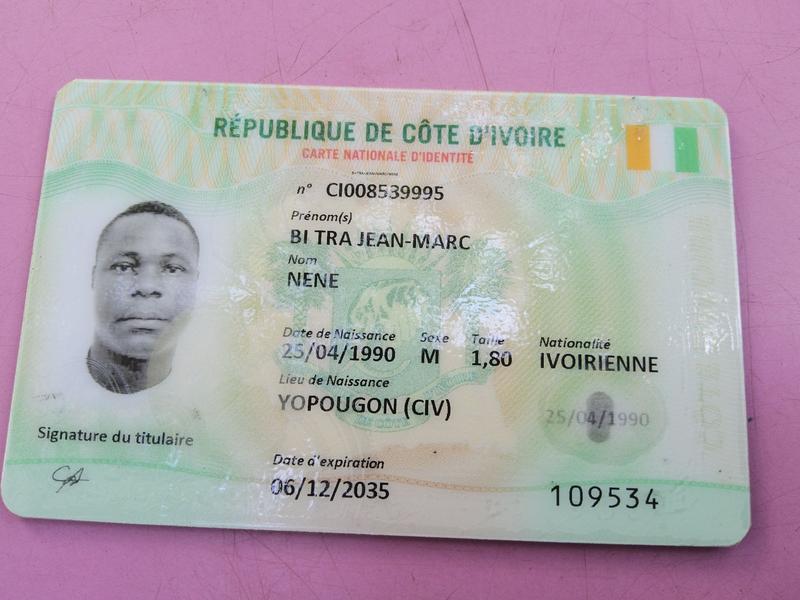 RÉPUBLIQUE DE CÔTE D'IVOIRE
CARTE NATIONALE D'IDENTITÉ
n° CI008539995
Prénom(s)
BI TRA JEAN-MARC
Nom
NENE
Date de Naissance Sexe Taille Nationalité
25/04/1990 M 1,80 IVOIRIENNE
Lieu de Naissance
YOPOUGON (CIV)
25/04/1990
Signature du titulaire
Date d'expiration
06/12/2035
109534